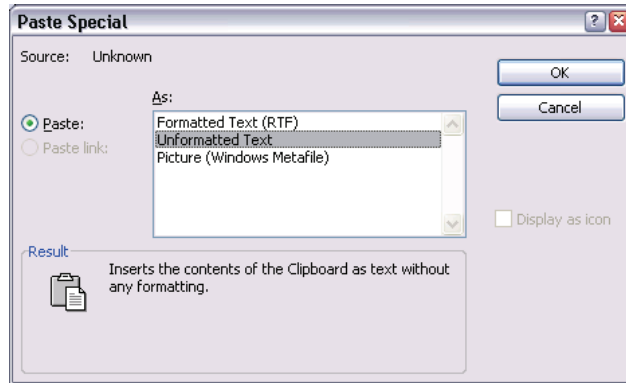 Paste Special
Source: Unknown
As:
Paste:
Paste link:
Formatted Text (RTF)
Unformatted Text
Picture (Windows Metafile)
OK
Cancel
Display as icon
Result
Inserts the contents of the Clipboard as text without
any formatting.